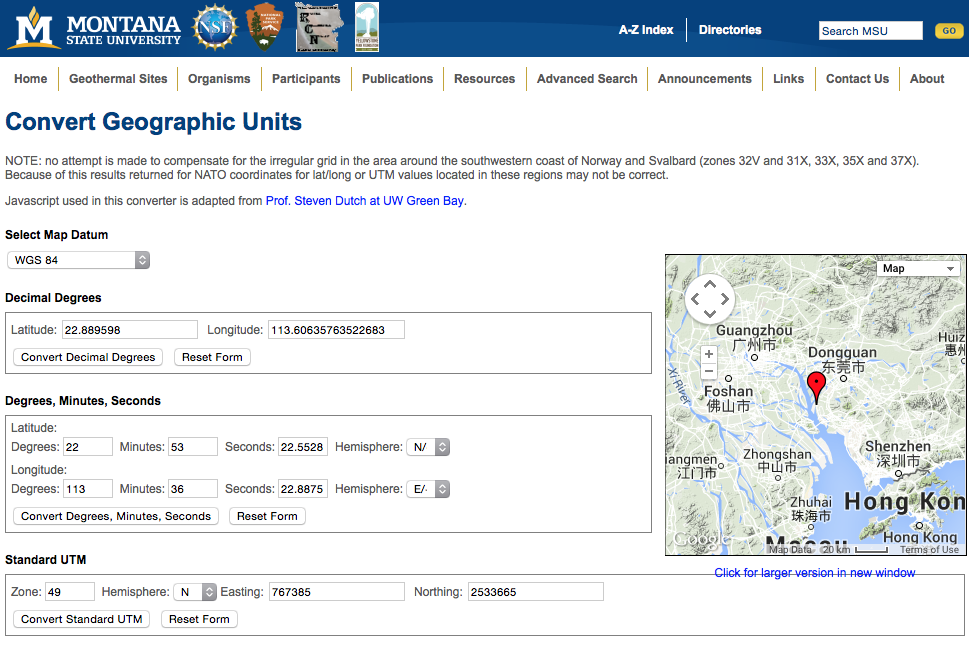 MONTANA
STATE UNIVERSITY
NSF
NATIONAL
PARK
SERVICE
R
C
N
A-Z Index
Directories
Search MSU
GO
Home
Geothermal Sites
Organisms
Participants
Publications
Resources
Advanced Search
Announcements
Links
Contact Us
About
Convert Geographic Units
NOTE: no attempt is made to compensate for the irregular grid in the area around the southwestern coast of Norway and Svalbard (zones 32V and 31X, 33X, 35X and 37X).
Because of this results returned for NATO coordinates for lat/long or UTM values located in these regions may not be correct.
Javascript used in this converter is adapted from Prof. Steven Dutch at UW Green Bay.
Select Map Datum
WGS 84
Decimal Degrees
Latitude: 22.889598 Longitude: 113.60635763522683
Convert Decimal Degrees Reset Form
Degrees, Minutes, Seconds
Latitude:
Degrees: 22 Minutes: 53 Seconds: 22.5528 Hemisphere: N/
Longitude:
Degrees: 113 Minutes: 36 Seconds: 22.8875 Hemisphere: E/
Convert Degrees, Minutes, Seconds Reset Form
Standard UTM
Zone: 49 Hemisphere: N Easting: 767385 Northing: 2533665
Convert Standard UTM Reset Form
Map
Guangzhou
广州市
Huiz
惠州
Dongguan
东莞市
Xi River
Foshan
佛山市
Shenzhen
深圳市
Zhongshan
中山市
iangmen
江门市
Zhuhai
珠海市
Hong Kon
Hong Kong
Macau
Google
Map Data
20 km
Terms of Use
Click for larger version in new window